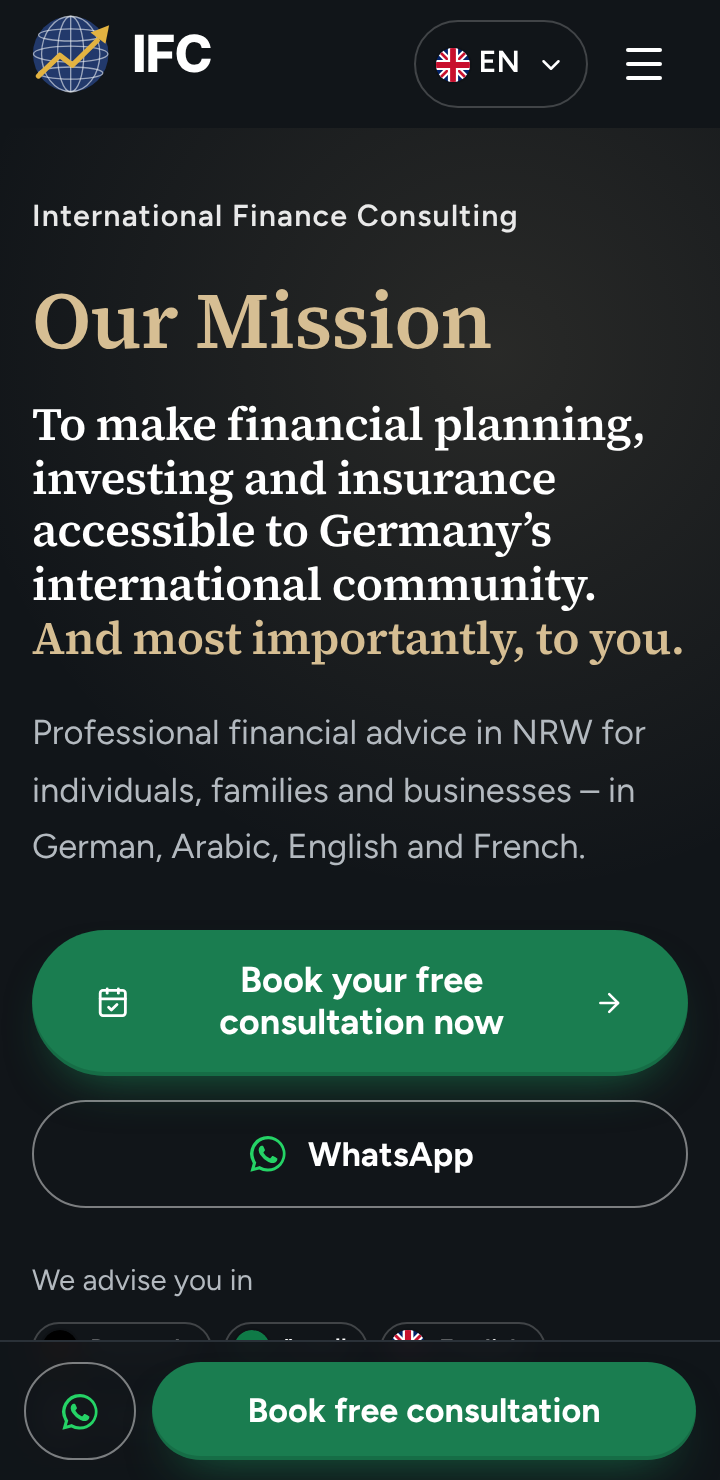 IFC
EN
International Finance Consulting
Our Mission
To make financial planning,
investing and insurance
accessible to Germany’s
international community.
And most importantly, to you.
Professional financial advice in NRW for
individuals, families and businesses – in
German, Arabic, English and French.
Book your free
consultation now
WhatsApp
We advise you in
Book free consultation